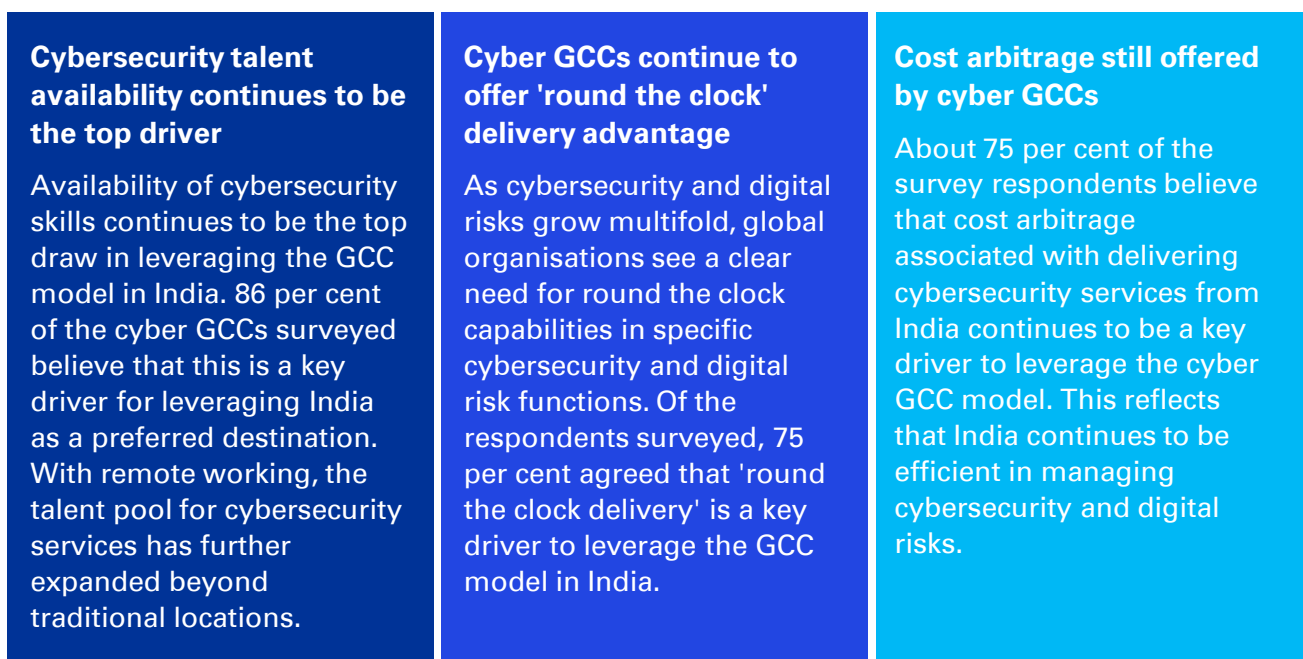 Cybersecurity talent
availability continues to be
the top driver
Availability of cybersecurity
skills continues to be the top
draw in leveraging the GCC
model in India. 86 per cent
of the cyber GCCs surveyed
believe that this is a key
driver for leveraging India
as a preferred destination.
With remote working, the
talent pool for cybersecurity
services has further
expanded beyond
traditional locations.
Cyber GCCs continue to
offer 'round the clock'
delivery advantage
As cybersecurity and digital
risks grow multifold, global
organisations see a clear
need for round the clock
capabilities in specific
cybersecurity and digital
risk functions. Of the
respondents surveyed, 75
per cent agreed that 'round
the clock delivery' is a key
driver to leverage the GCC
model in India.
Cost arbitrage still offered
by cyber GCCs
About 75 per cent of the
survey respondents believe
that cost arbitrage
associated with delivering
cybersecurity services from
India continues to be a key
driver to leverage the cyber
GCC model. This reflects
that India continues to be
efficient in managing
cybersecurity and digital
risks.